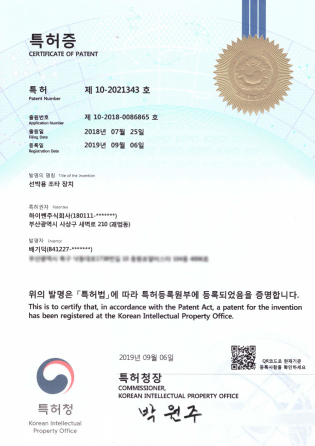 특허증
CERTIFICATE OF PATENT
특 허
Patent Number
제 10-2021343 호
출원번호
Application Number
제 10-2018-0086865 호
출원일
Filing Date
2018년 07월 25일
등록일
Registration Date
2019년 09월 06일
발명의 명칭 Title of the Invention
선박용 조타 장치
특허권자 Patentee
하이벤주식회사(180111-*******)
부산광역시 사상구 새벽로 210 (괘법동)
발명자 Inventor
배기덕(841227-*******)
위의 발명은 「특허법」에 따라 특허등록원부에 등록되었음을 증명합니다.
This is to certify that, in accordance with the Patent Act, a patent for the invention
has been registered at the Korean Intellectual Property Office.
2019년 09월 06일
QR코드로 현재기준
등록사항을 확인하세요
특허청장
COMMISSIONER,
KOREAN INTELLECTUAL PROPERTY OFFICE
박원주
특허청
Korean Intellectual
Property Office